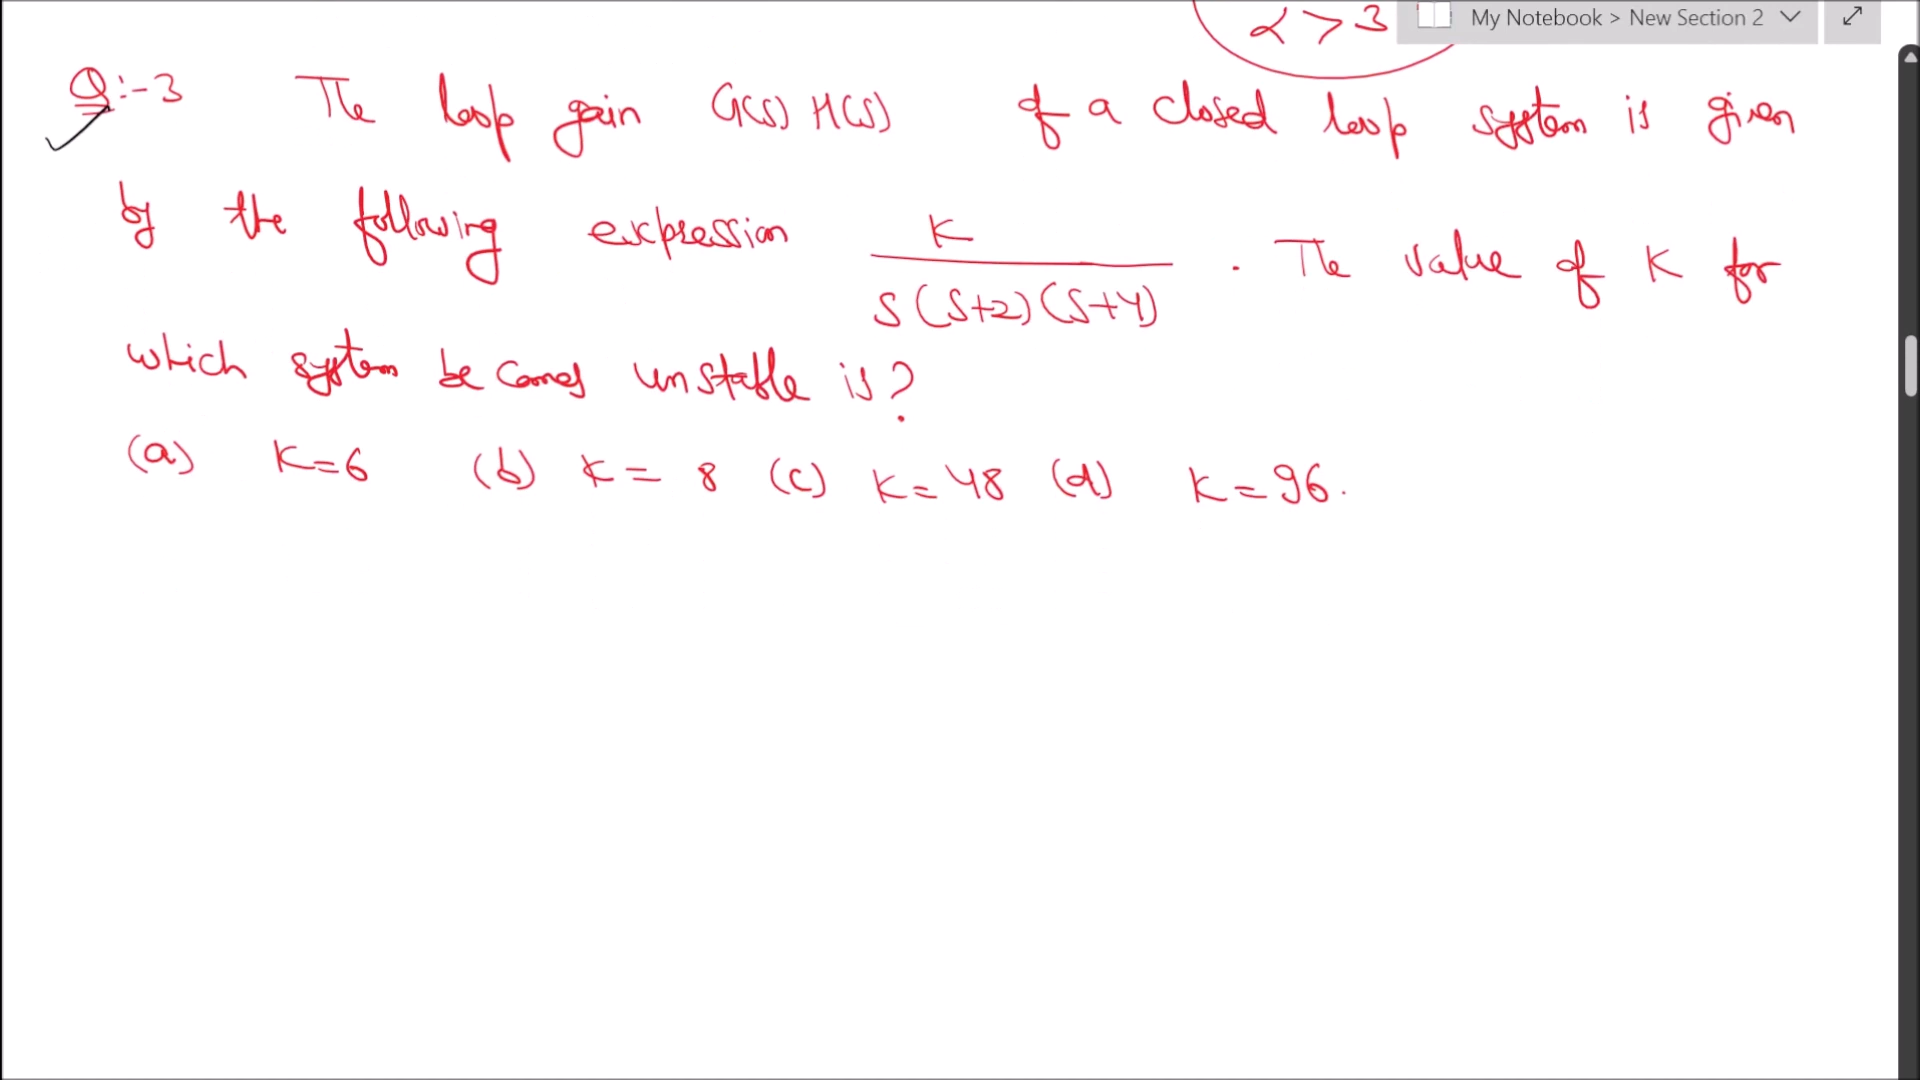 α > 3
My Notebook > New Section 2
Q:-3 The loop gain G(s) H(s) of a closed loop system is given
by the following expression K / S(S+2)(S+4) . The value of K for
which system becomes unstable is?
(a) K=6 (b) K= 8 (c) K=48 (d) K=96.